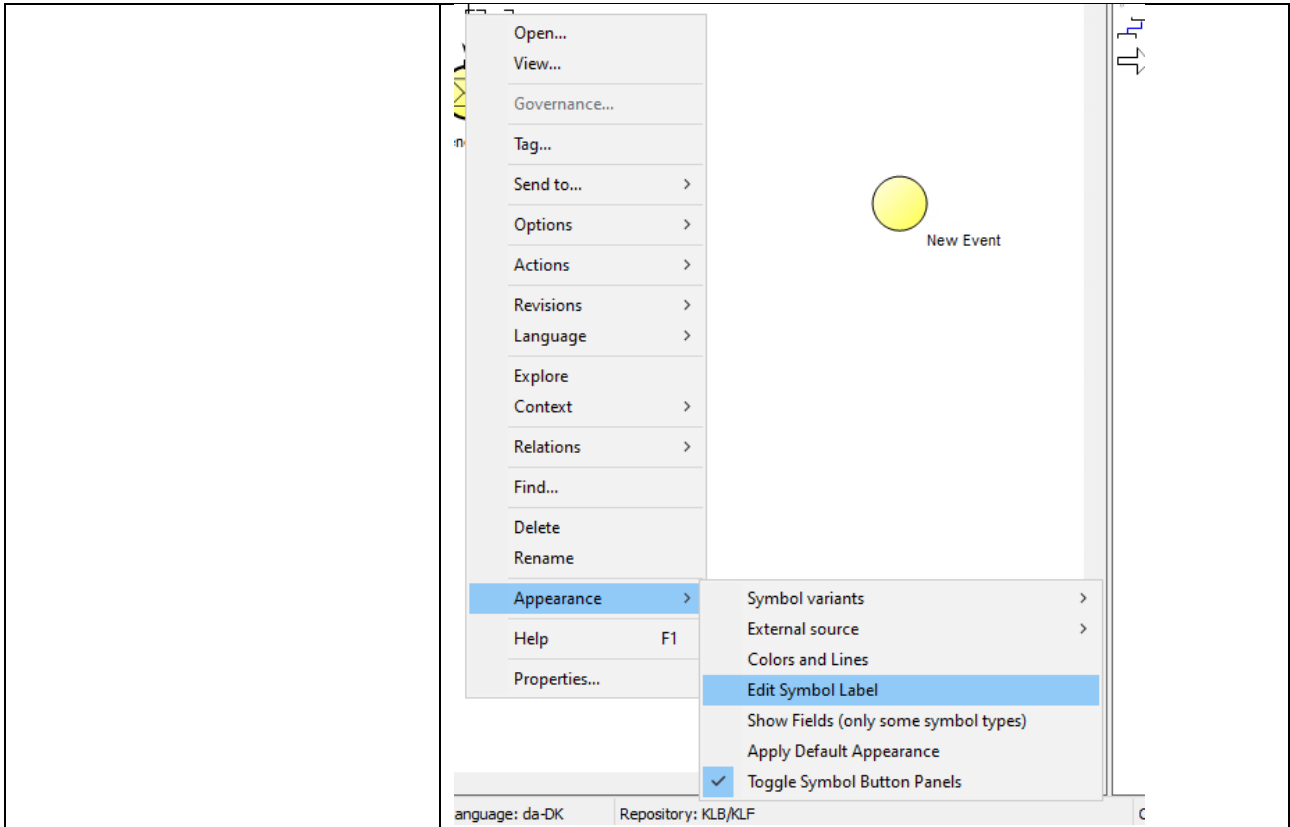 Open...
View...
Governance...
Tag...
Send to...
Options
Actions
Revisions
Language
Explore
Context
Relations
Find...
Delete
Rename
Appearance
Help F1
Properties...
New Event
Symbol variants
External source
Colors and Lines
Edit Symbol Label
Show Fields (only some symbol types)
Apply Default Appearance
Toggle Symbol Button Panels
anguage: da-DK Repository: KLB/KLF